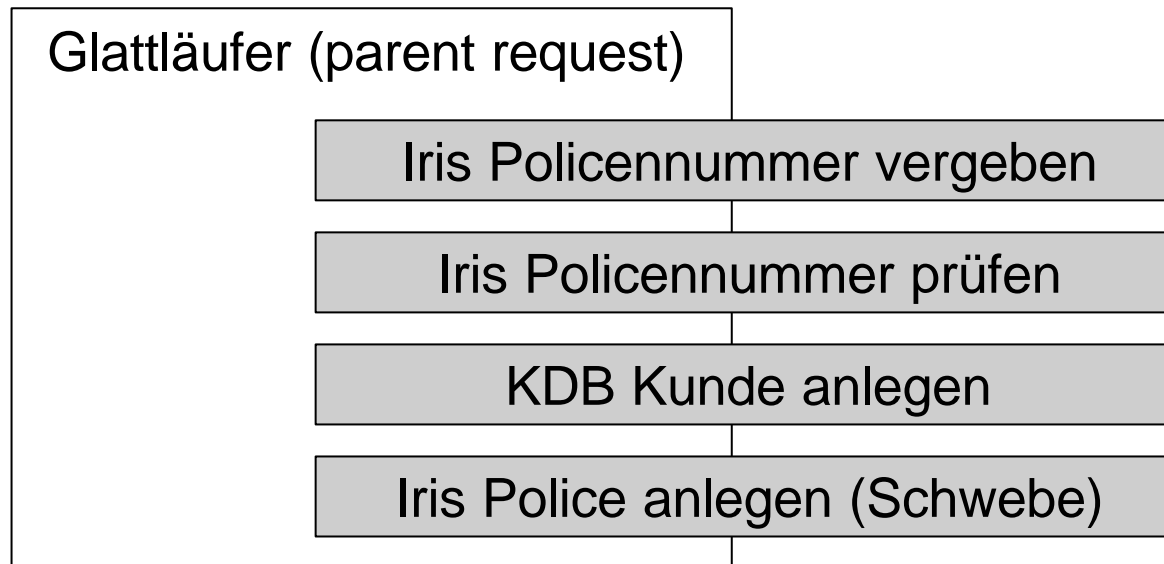 Glattläufer (parent request)
Iris Policennummer vergeben
Iris Policennummer prüfen
KDB Kunde anlegen
Iris Police anlegen (Schwebe)